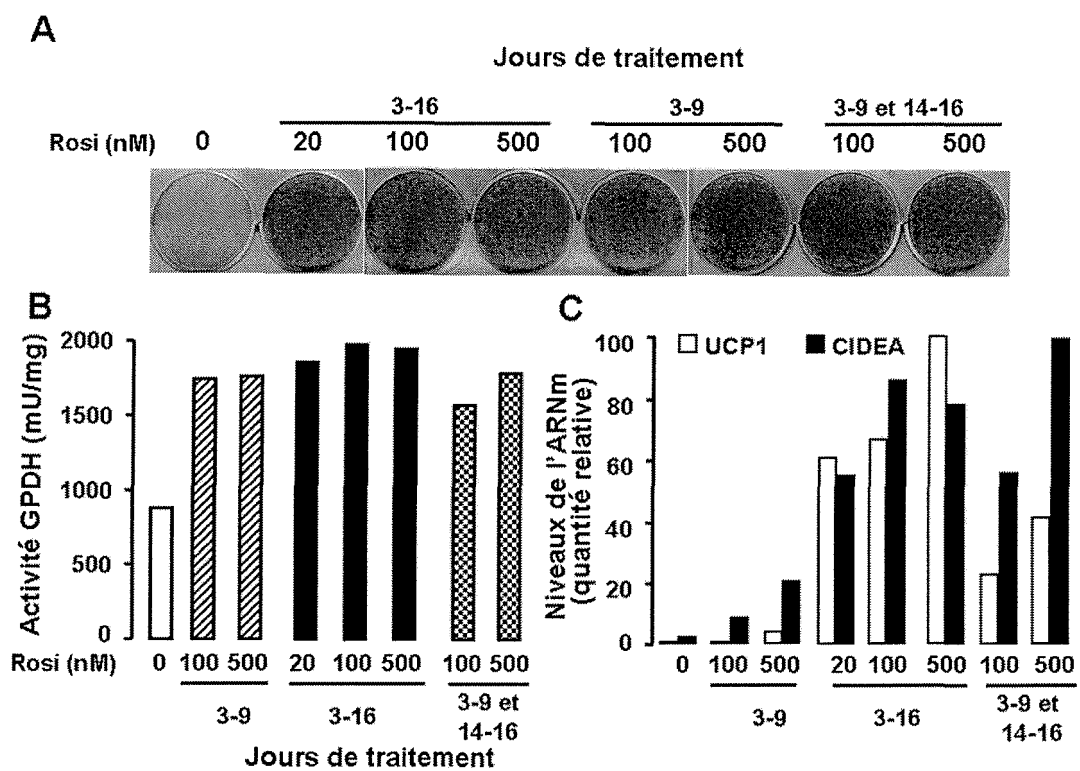 A
Jours de traitement
3-16 3-9 3-9 et 14-16
Rosi (nM) 0 20 100 500 100 500 100 500
B
Activité GPDH (mU/mg)
2000
1500
1000
500
0
Rosi (nM) 0 100 500 20 100 500 100 500
3-9 3-16 3-9 et
14-16
Jours de traitement
C
UCP1 CIDEA
Niveaux de l'ARNm
(quantité relative)
100
80
60
40
20
0
0 100 500 20 100 500 100 500
3-9 3-16 3-9 et
14-16